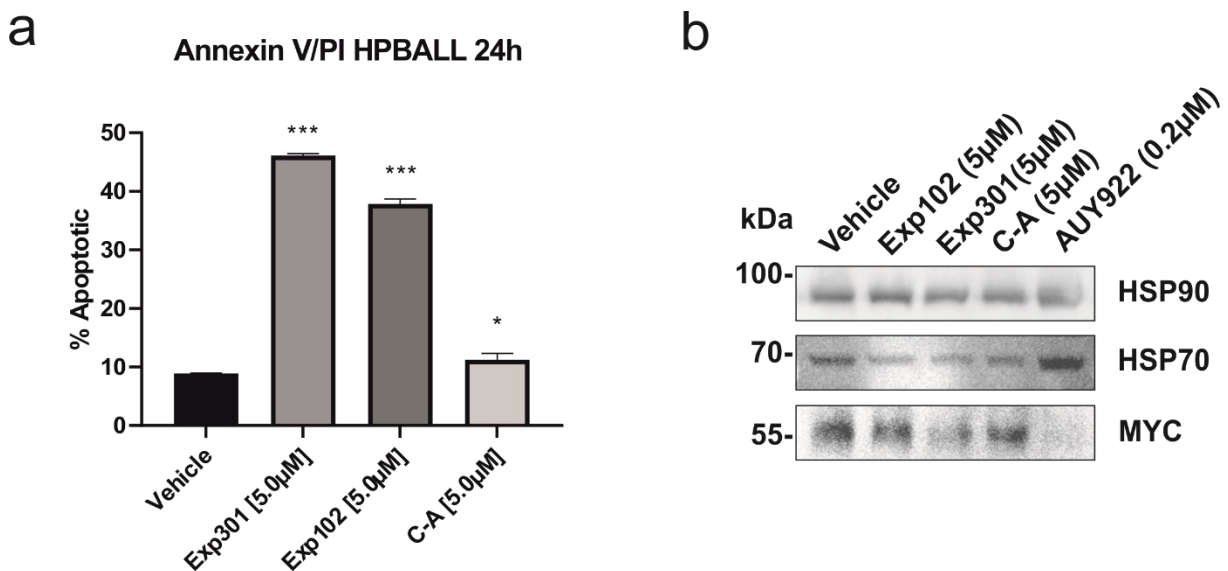 a
Annexin V/PI HPBALL 24h
% Apoptotic
50
40
30
20
10
0
***
***
*
Vehicle
Exp301 [5.0µM]
Exp102 [5.0µM]
C-A [5.0µM]
b
kDa
Vehicle
Exp102 (5µM)
Exp301(5µM)
C-A (5µM)
AUY922 (0.2µM)
100-
HSP90
70-
HSP70
55-
MYC